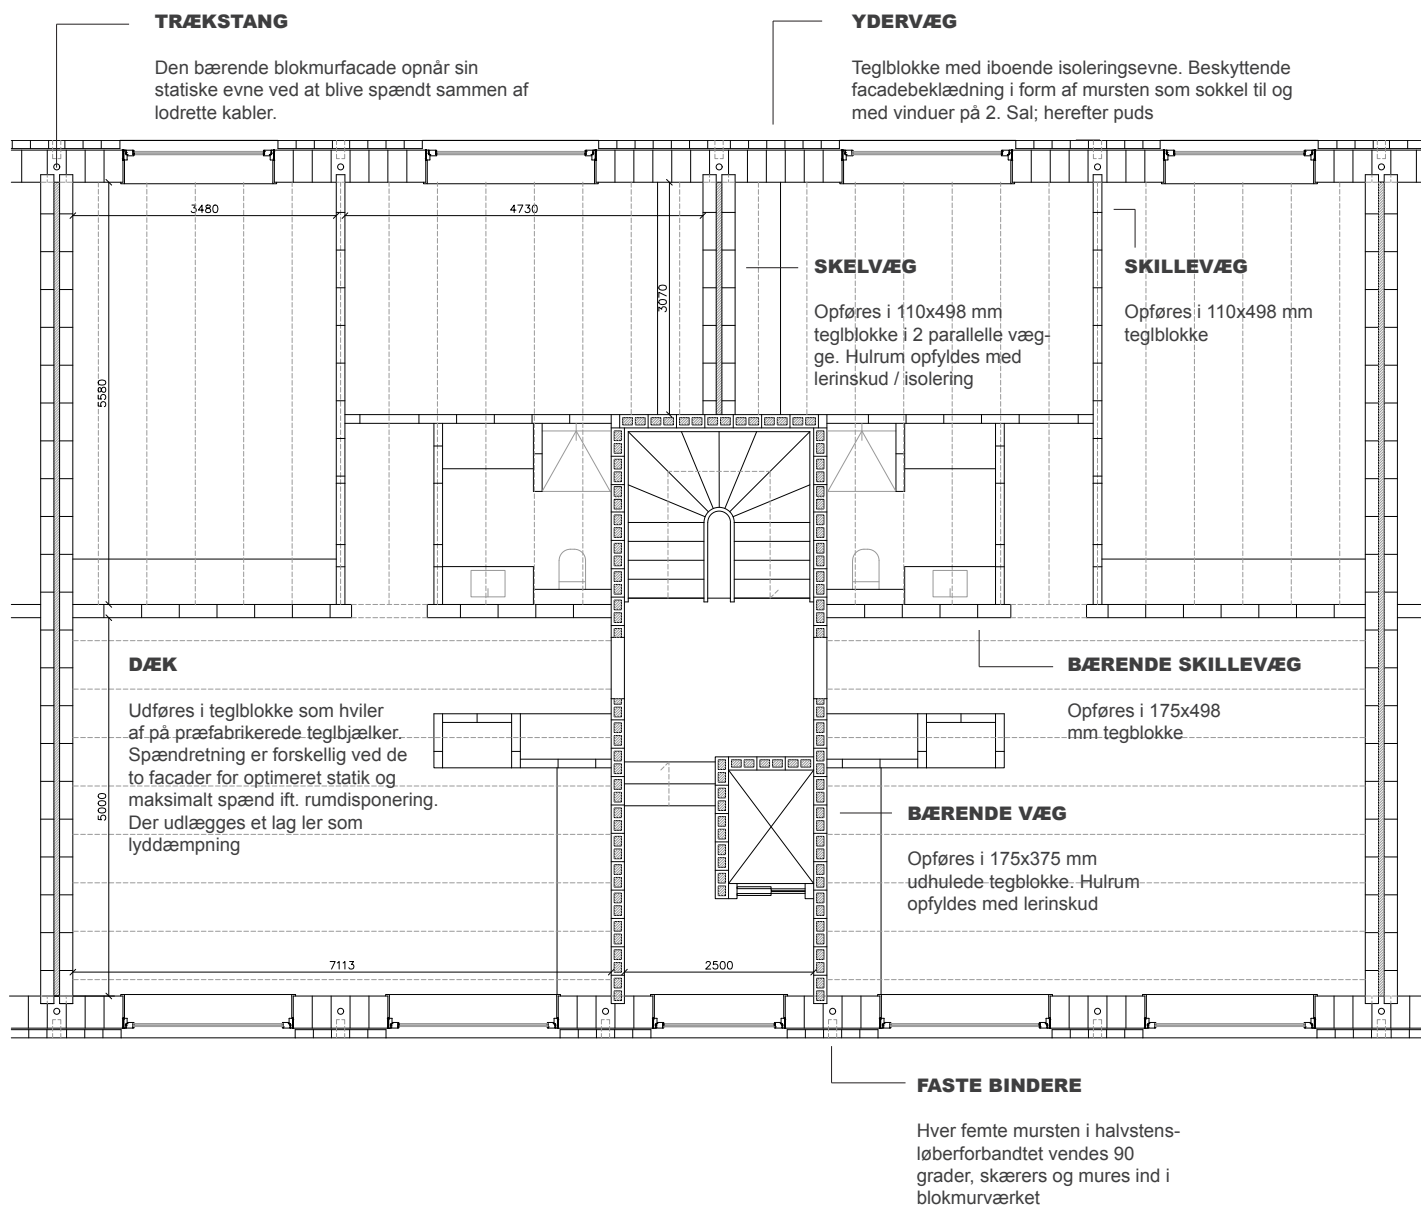 TRÆKSTANG
Den bærende blokmurfacade opnår sin
statiske evne ved at blive spændt sammen af
lodrette kabler.
YDERVÆG
Teglblokke med iboende isoleringsevne. Beskyttende
facadebeklædning i form af mursten som sokkel til og
med vinduer på 2. Sal; herefter puds
3480
4730
3070
5580
SKELVÆG
Opføres i 110x498 mm
teglblokke i 2 parallelle væg-
ge. Hulrum opfyldes med
lerinskud / isolering
SKILLEVÆG
Opføres i 110x498 mm
teglblokke
DÆK
Udføres i teglblokke som hviler
af på præfabrikerede teglbjælker.
Spændretning er forskellig ved de
to facader for optimeret statik og
maksimalt spænd ift. rumdisponering.
Der udlægges et lag ler som
lyddæmpning
5000
BÆRENDE SKILLEVÆG
Opføres i 175x498
mm tegblokke
BÆRENDE VÆG
Opføres i 175x375 mm
udhulede tegblokke. Hulrum
opfyldes med lerinskud
7113
2500
FASTE BINDERE
Hver femte mursten i halvstens-
løberforbandtet vendes 90
grader, skærers og mures ind i
blokmurværket